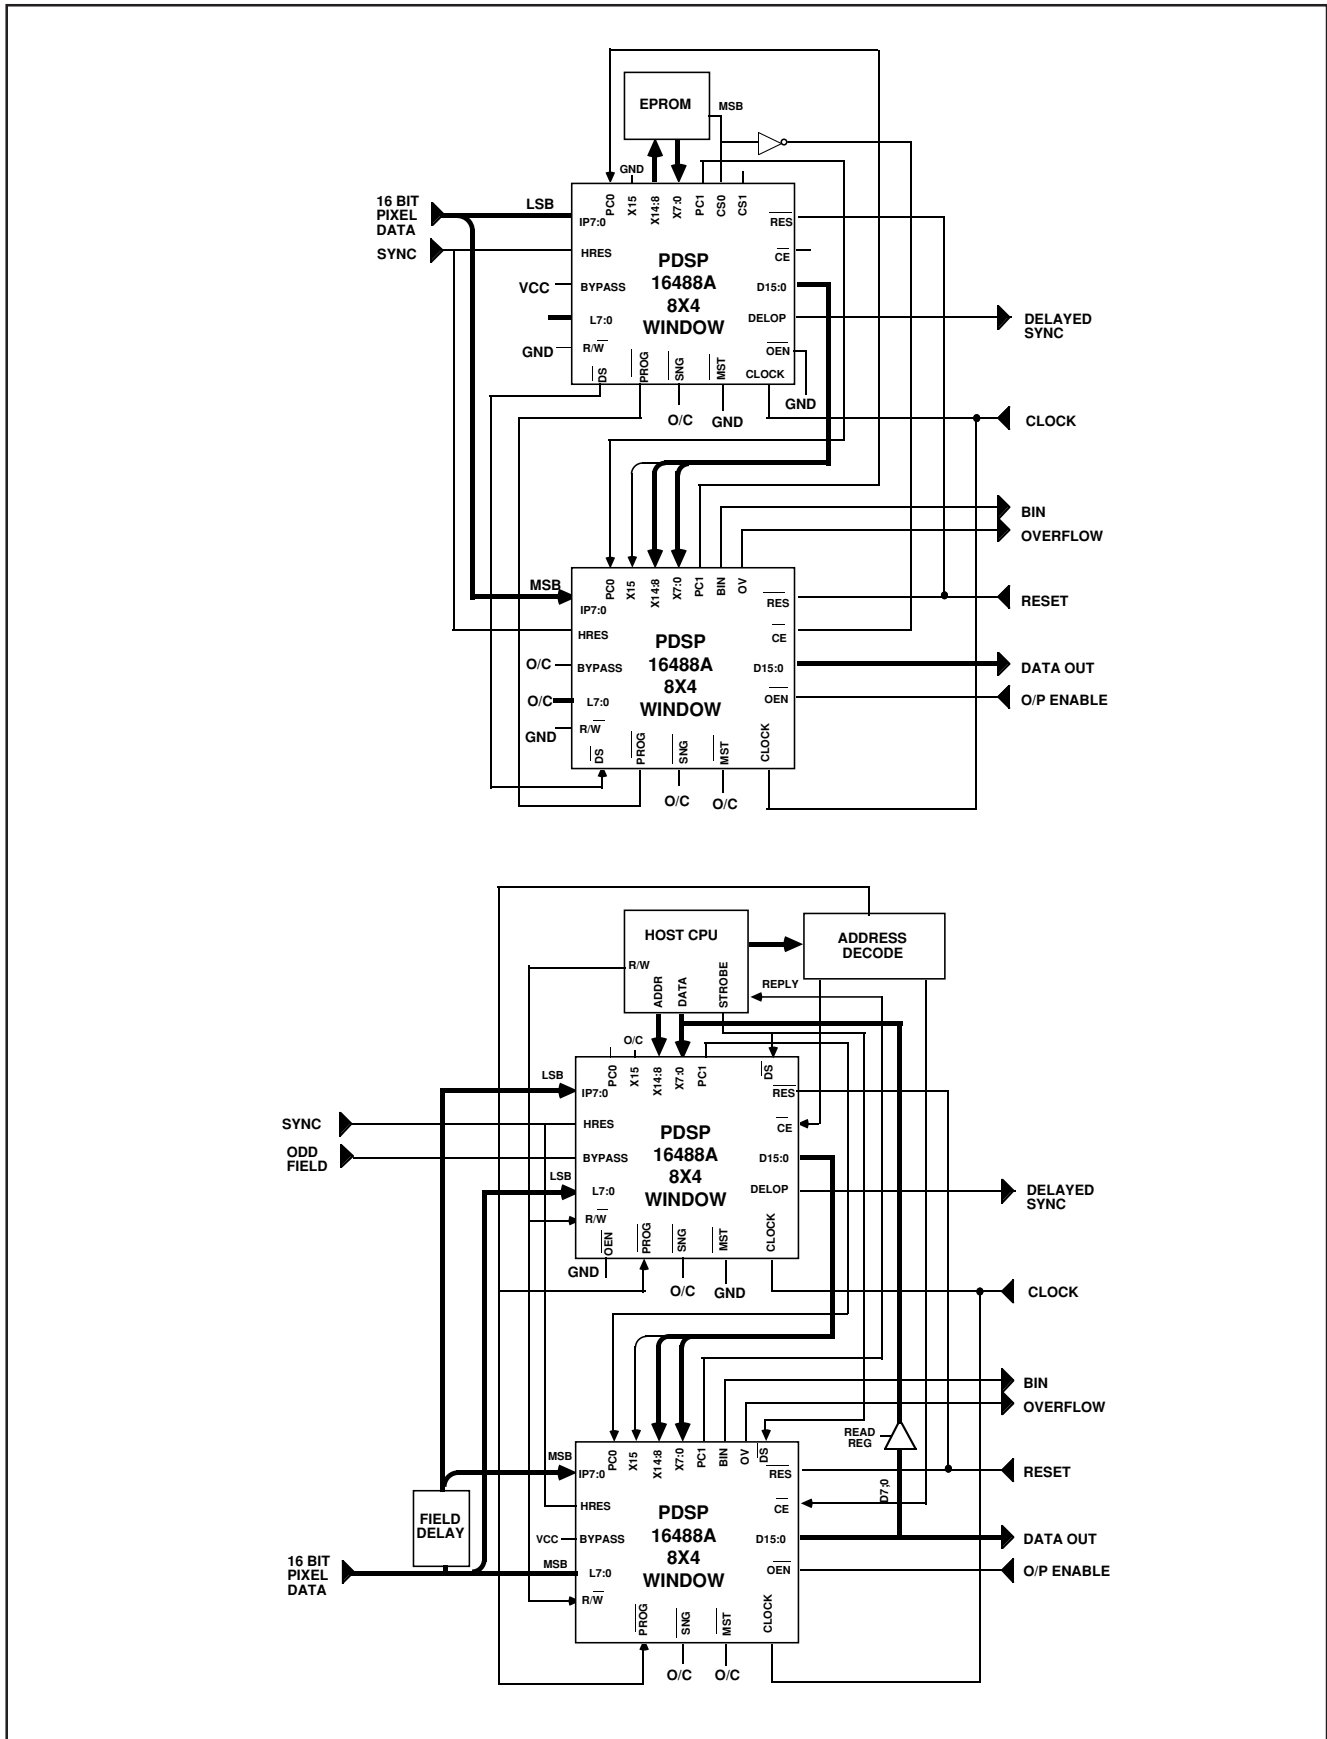 EPROM
MSB
GND
PC0
X15
X14:8
X7:0
PC1
CS0
CS1
16 BIT
PIXEL
DATA
LSB
IP7:0
RES
SYNC
HRES
CE
PDSP
16488A
8X4
WINDOW
VCC
BYPASS
D15:0
L7:0
DELOP
DELAYED
SYNC
GND
R/W
OEN
DS
PROG
SNG
MST
CLOCK
GND
O/C
GND
CLOCK
BIN
OVERFLOW
PC0
X15
X14:8
X7:0
PC1
BIN
OV
MSB
IP7:0
RES
RESET
HRES
CE
PDSP
16488A
8X4
WINDOW
O/C
BYPASS
D15:0
DATA OUT
O/C
L7:0
OEN
O/P ENABLE
GND
R/W
DS
PROG
SNG
MST
CLOCK
O/C
O/C
HOST CPU
ADDRESS
DECODE
R/W
ADDR
DATA
STROBE
REPLY
O/C
PC0
X15
X14:8
X7:0
PC1
DS
LSB
IP7:0
RES
SYNC
HRES
CE
PDSP
16488A
8X4
WINDOW
ODD
FIELD
BYPASS
D15:0
LSB
L7:0
DELOP
DELAYED
SYNC
R/W
OEN
PROG
SNG
MST
CLOCK
GND
O/C
GND
CLOCK
BIN
OVERFLOW
READ
REG
PC0
X15
X14:8
X7:0
PC1
BIN
OV
DS
MSB
IP7:0
RES
RESET
D7;0
HRES
CE
PDSP
16488A
8X4
WINDOW
FIELD
DELAY
VCC
BYPASS
D15:0
DATA OUT
16 BIT
PIXEL
DATA
MSB
L7:0
OEN
O/P ENABLE
R/W
PROG
SNG
MST
CLOCK
O/C
O/C